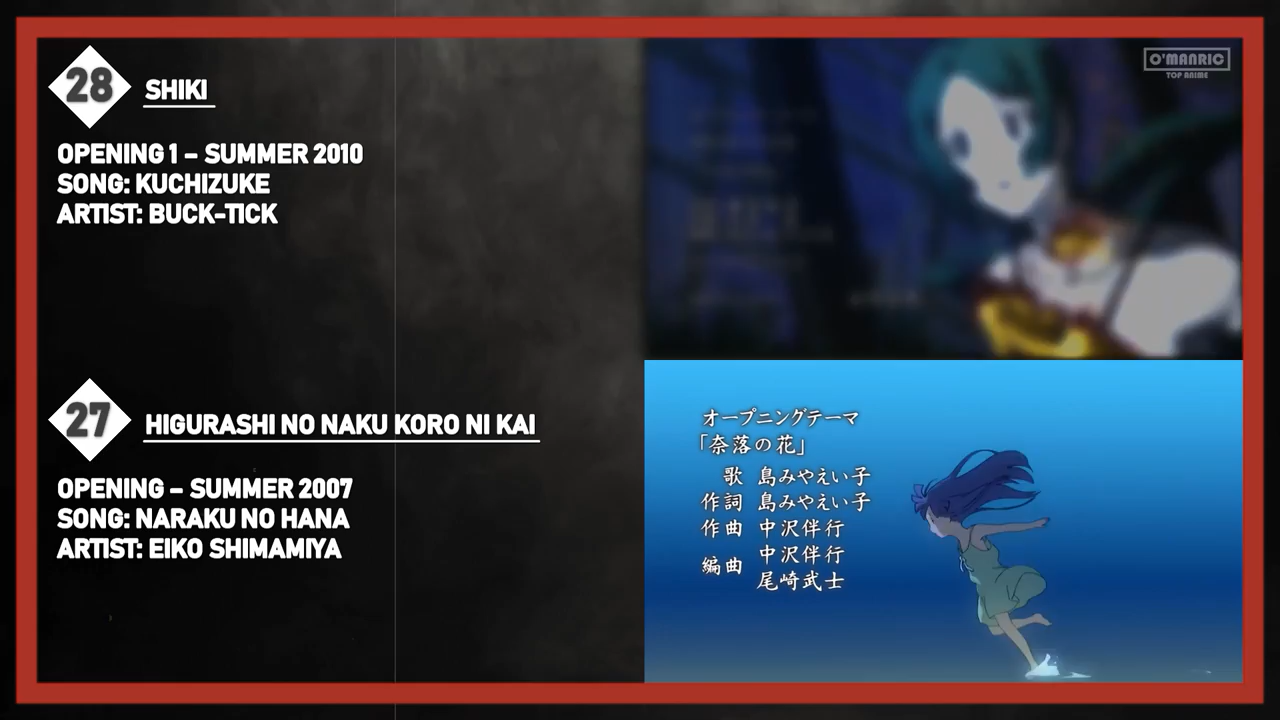 28 SHIKI
OPENING 1 – SUMMER 2010
SONG: KUCHIZUKE
ARTIST: BUCK-TICK
O'MANRIC
TOP ANIME
27 HIGURASHI NO NAKU KORO NI KAI
OPENING – SUMMER 2007
SONG: NARAKU NO HANA
ARTIST: EIKO SHIMAMIYA
オープニングテーマ
「奈落の花」
歌 島みやえい子
作詞 島みやえい子
作曲 中沢伴行
編曲 中沢伴行
尾崎武士